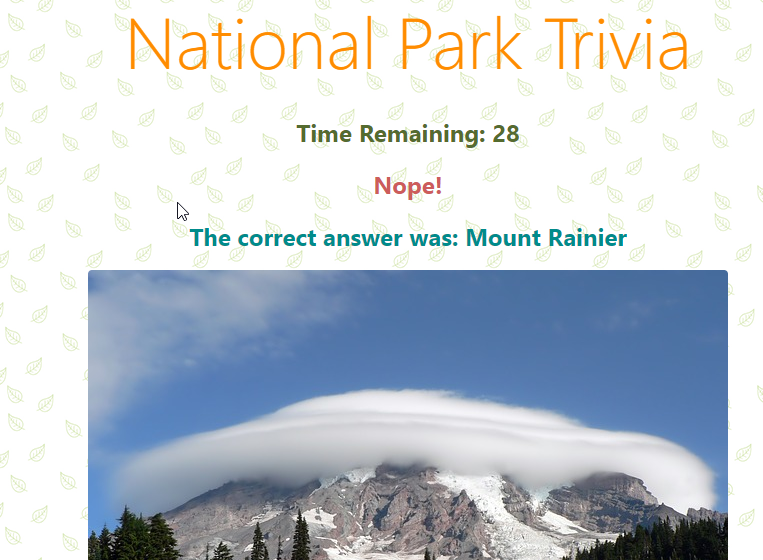 National Park Trivia
Time Remaining: 28
Nope!
The correct answer was: Mount Rainier